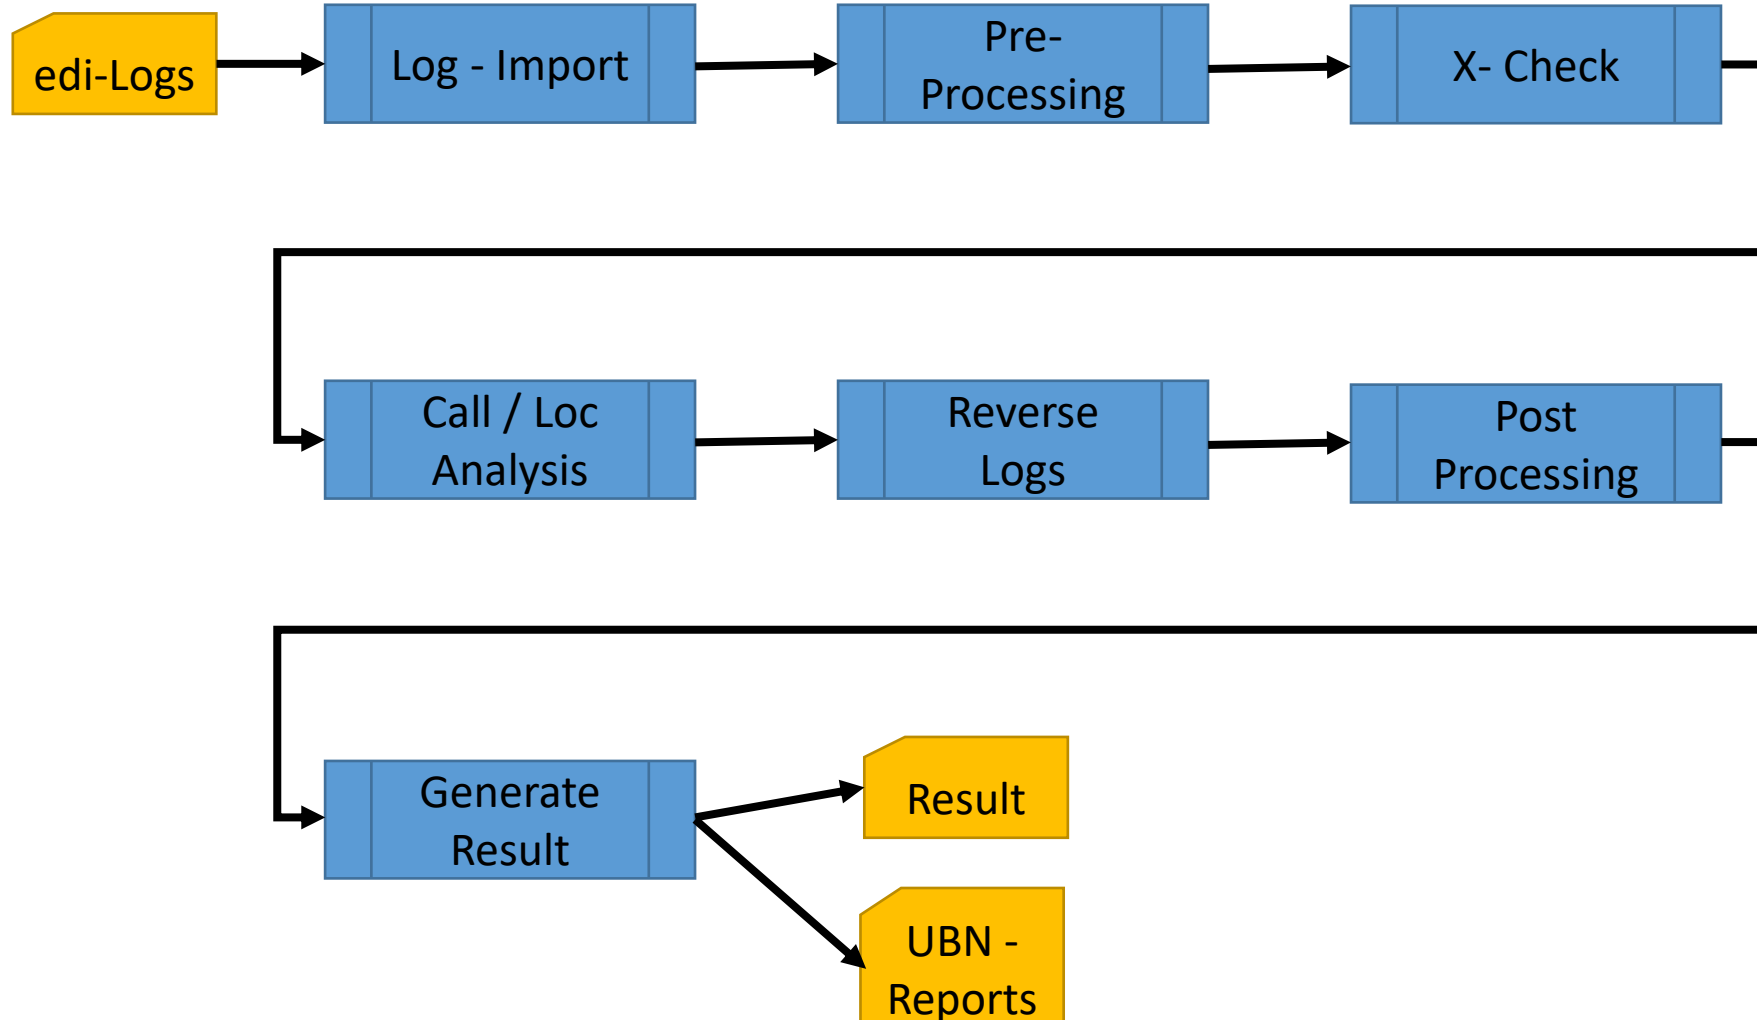 edi-Logs
Log - Import
Pre-
Processing
X- Check
Call / Loc
Analysis
Reverse
Logs
Post
Processing
Generate
Result
Result
UBN -
Reports